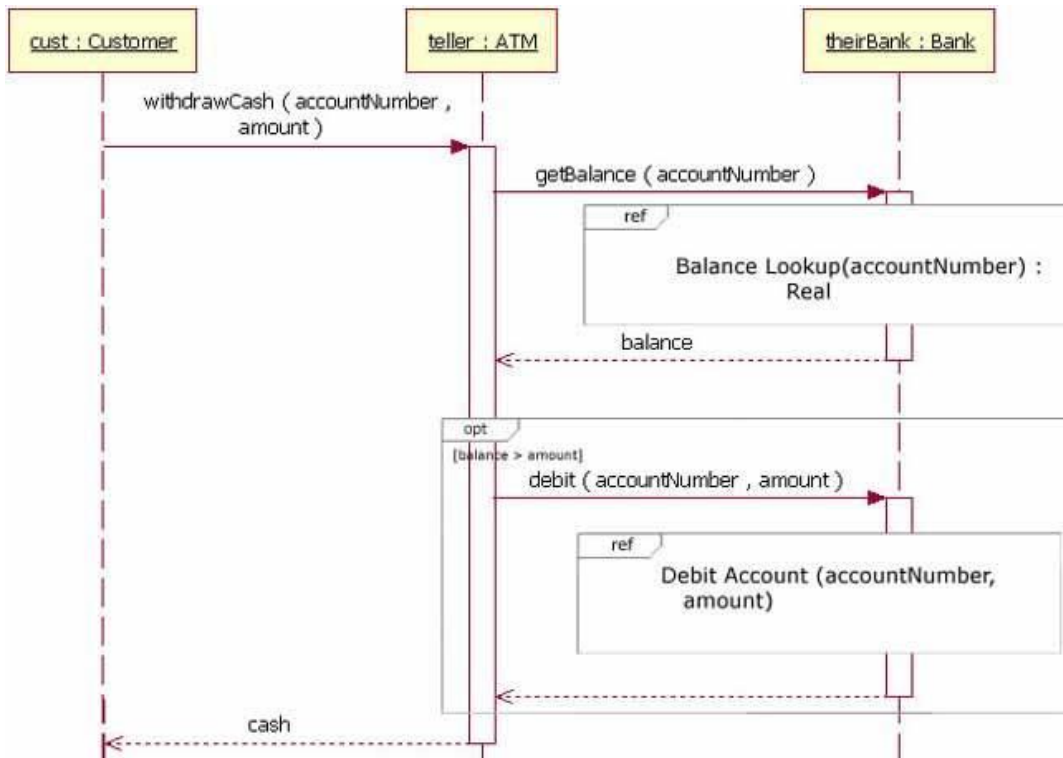 cust : Customer
teller : ATM
theirBank : Bank
withdrawCash ( accountNumber ,
amount )
getBalance ( accountNumber )
ref
Balance Lookup(accountNumber) :
Real
balance
opt
[balance > amount]
debit ( accountNumber , amount )
ref
Debit Account (accountNumber,
amount)
cash